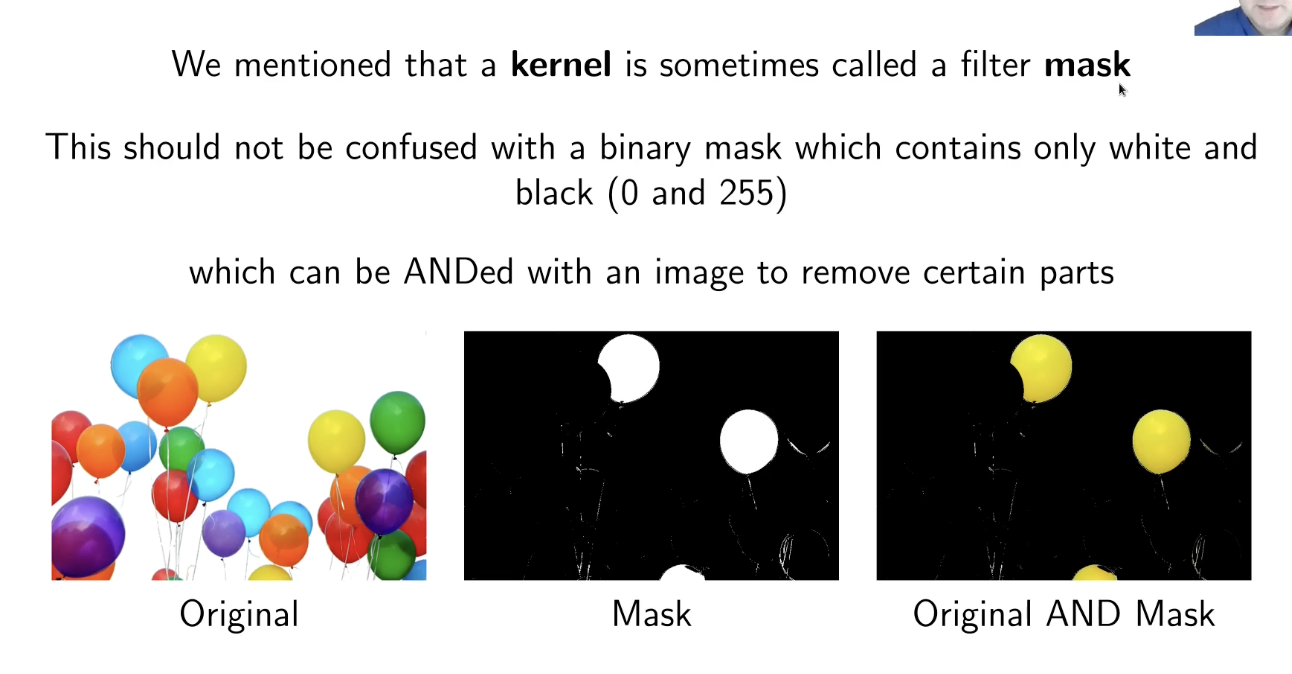 We mentioned that a kernel is sometimes called a filter mask
This should not be confused with a binary mask which contains only white and
black (0 and 255)
which can be ANDed with an image to remove certain parts
Original
Mask
Original AND Mask